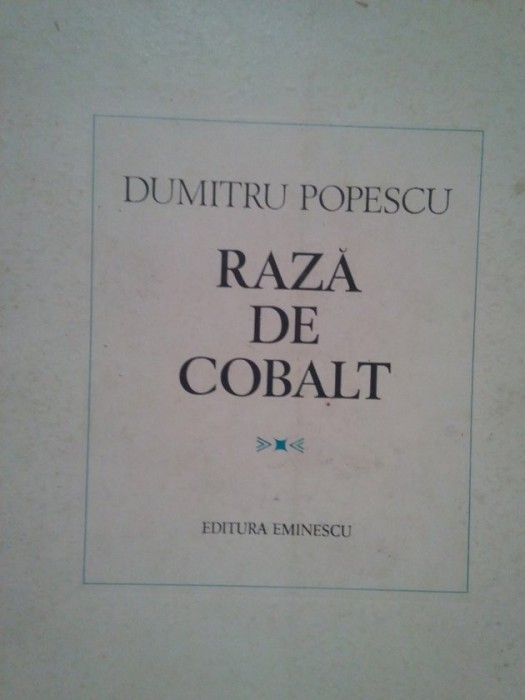 DUMITRU POPESCU
RAZĂ
DE
COBALT
EDITURA EMINESCU